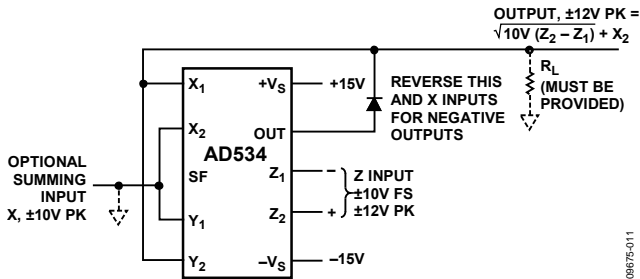 OUTPUT, ±12V PK =
√10V (Z2 – Z1) + X2
X1
+VS
+15V
REVERSE THIS
AND X INPUTS
FOR NEGATIVE
OUTPUTS
RL
(MUST BE
PROVIDED)
X2
OUT
AD534
OPTIONAL
SUMMING
INPUT
X, ±10V PK
SF
Z1
–
Z INPUT
±10V FS
±12V PK
Y1
Z2
+
Y2
–VS
–15V
09675-011